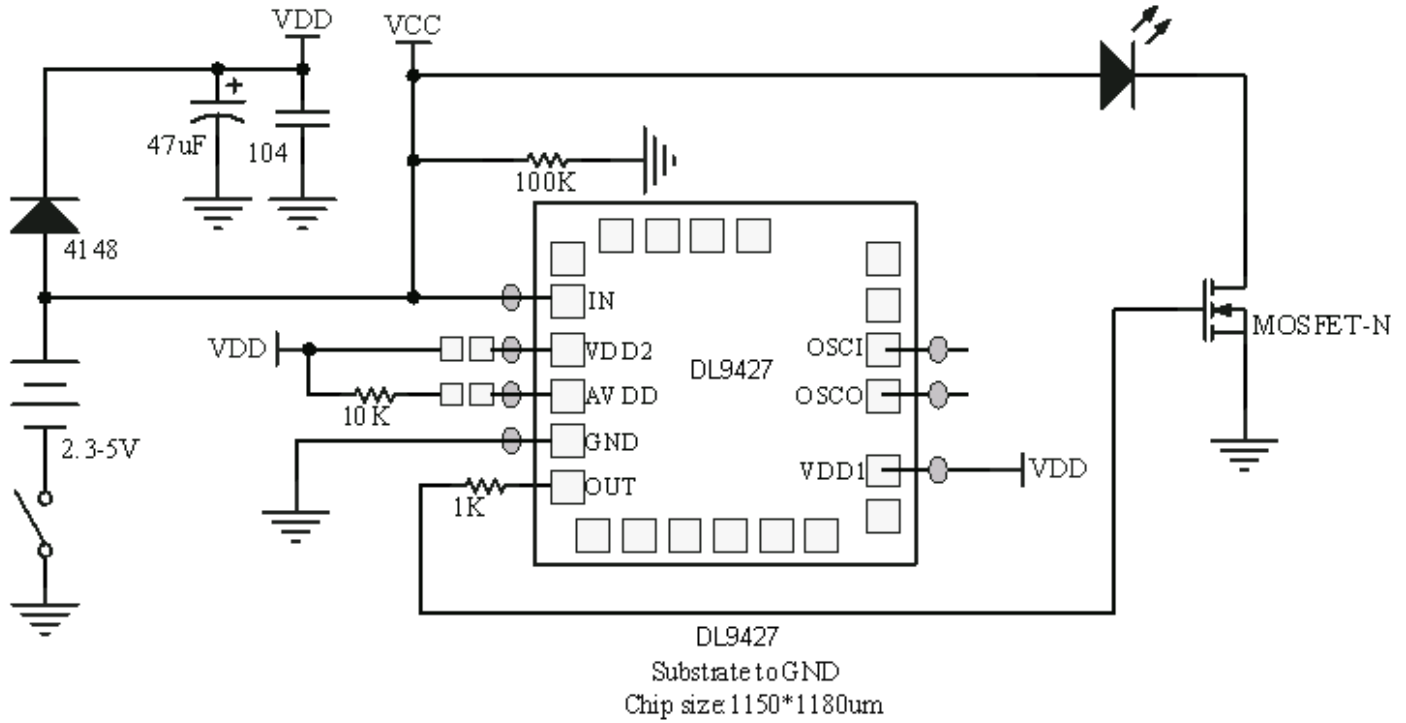 VDD
VCC
+
47uF
104
100K
4148
IN
VDD
VDD2
OSCI
DL9427
MOSFET-N
AVDD
OSCO
10K
2.3-5V
GND
VDD1
VDD
OUT
1K
DL9427
Substrate to GND
Chip size:1150*1180um